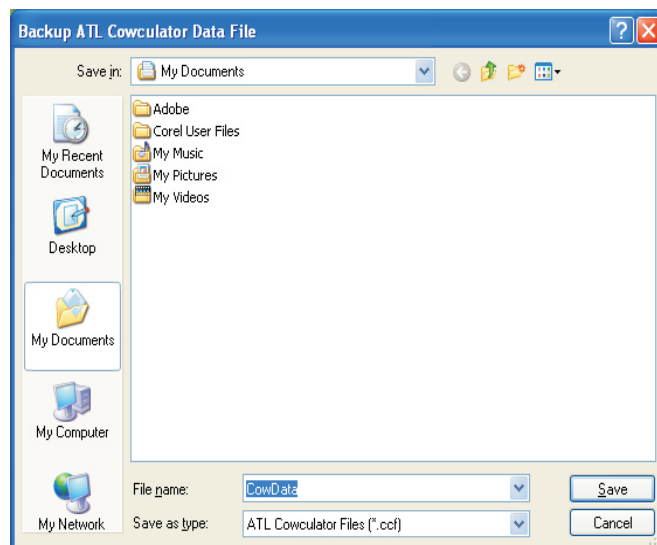 Backup ATL Cowculator Data File
Save in: My Documents
My Recent Documents
Desktop
My Documents
My Computer
My Network
Adobe
Corel User Files
My Music
My Pictures
My Videos
File name: CowData
Save
Save as type: ATL Cowculator Files (*.ccf)
Cancel